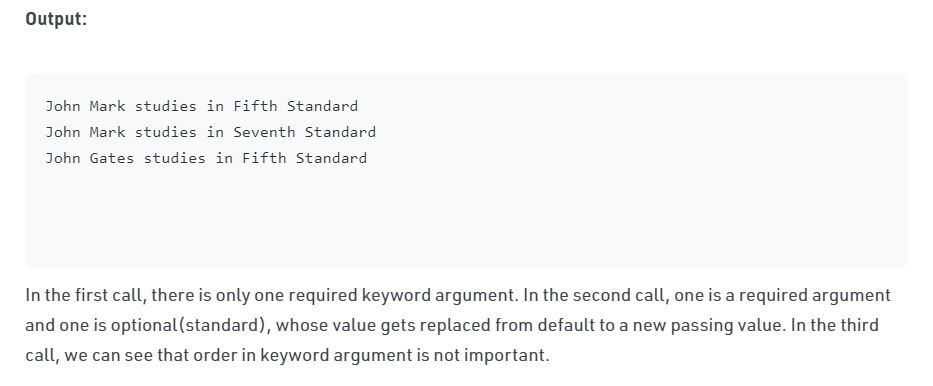 Output:
John Mark studies in Fifth Standard
John Mark studies in Seventh Standard
John Gates studies in Fifth Standard
In the first call, there is only one required keyword argument. In the second call, one is a required argument
and one is optional(standard), whose value gets replaced from default to a new passing value. In the third
call, we can see that order in keyword argument is not important.